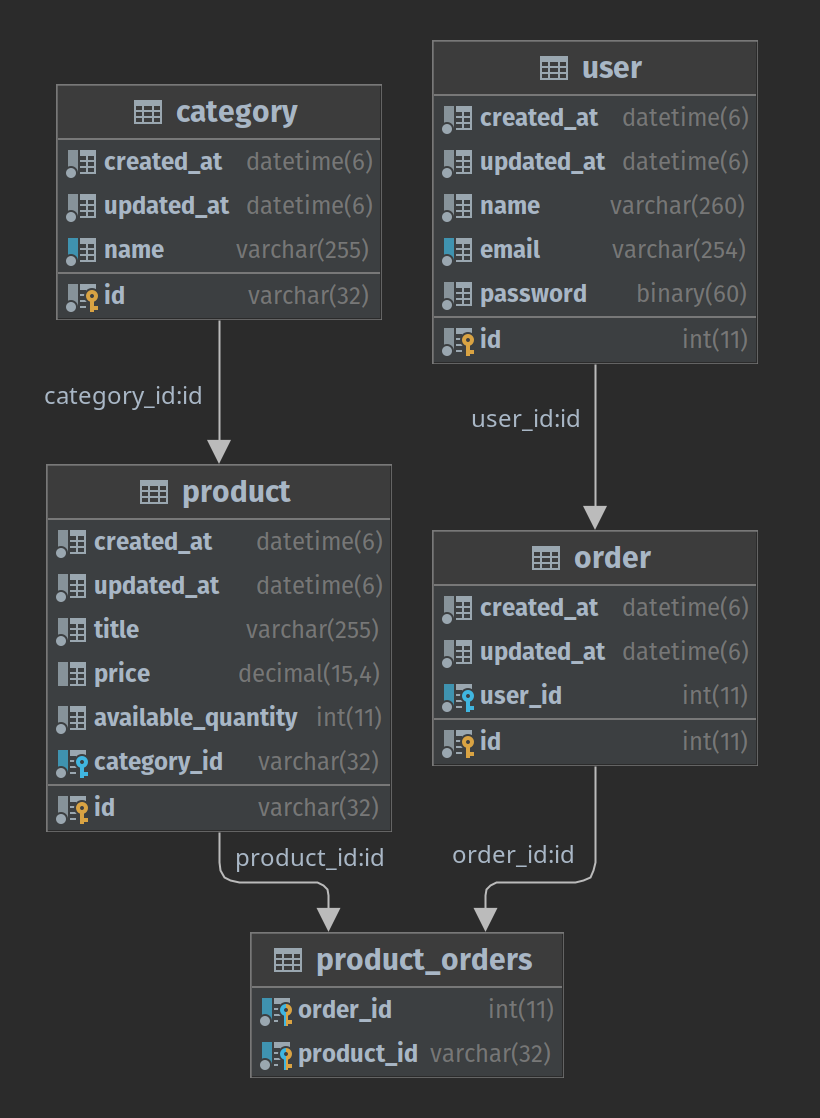 category
created_at datetime(6)
updated_at datetime(6)
name varchar(255)
id varchar(32)
user
created_at datetime(6)
updated_at datetime(6)
name varchar(260)
email varchar(254)
password binary(60)
id int(11)
category_id:id
user_id:id
product
created_at datetime(6)
updated_at datetime(6)
title varchar(255)
price decimal(15,4)
available_quantity int(11)
category_id varchar(32)
id varchar(32)
order
created_at datetime(6)
updated_at datetime(6)
user_id int(11)
id int(11)
product_id:id
order_id:id
product_orders
order_id int(11)
product_id varchar(32)